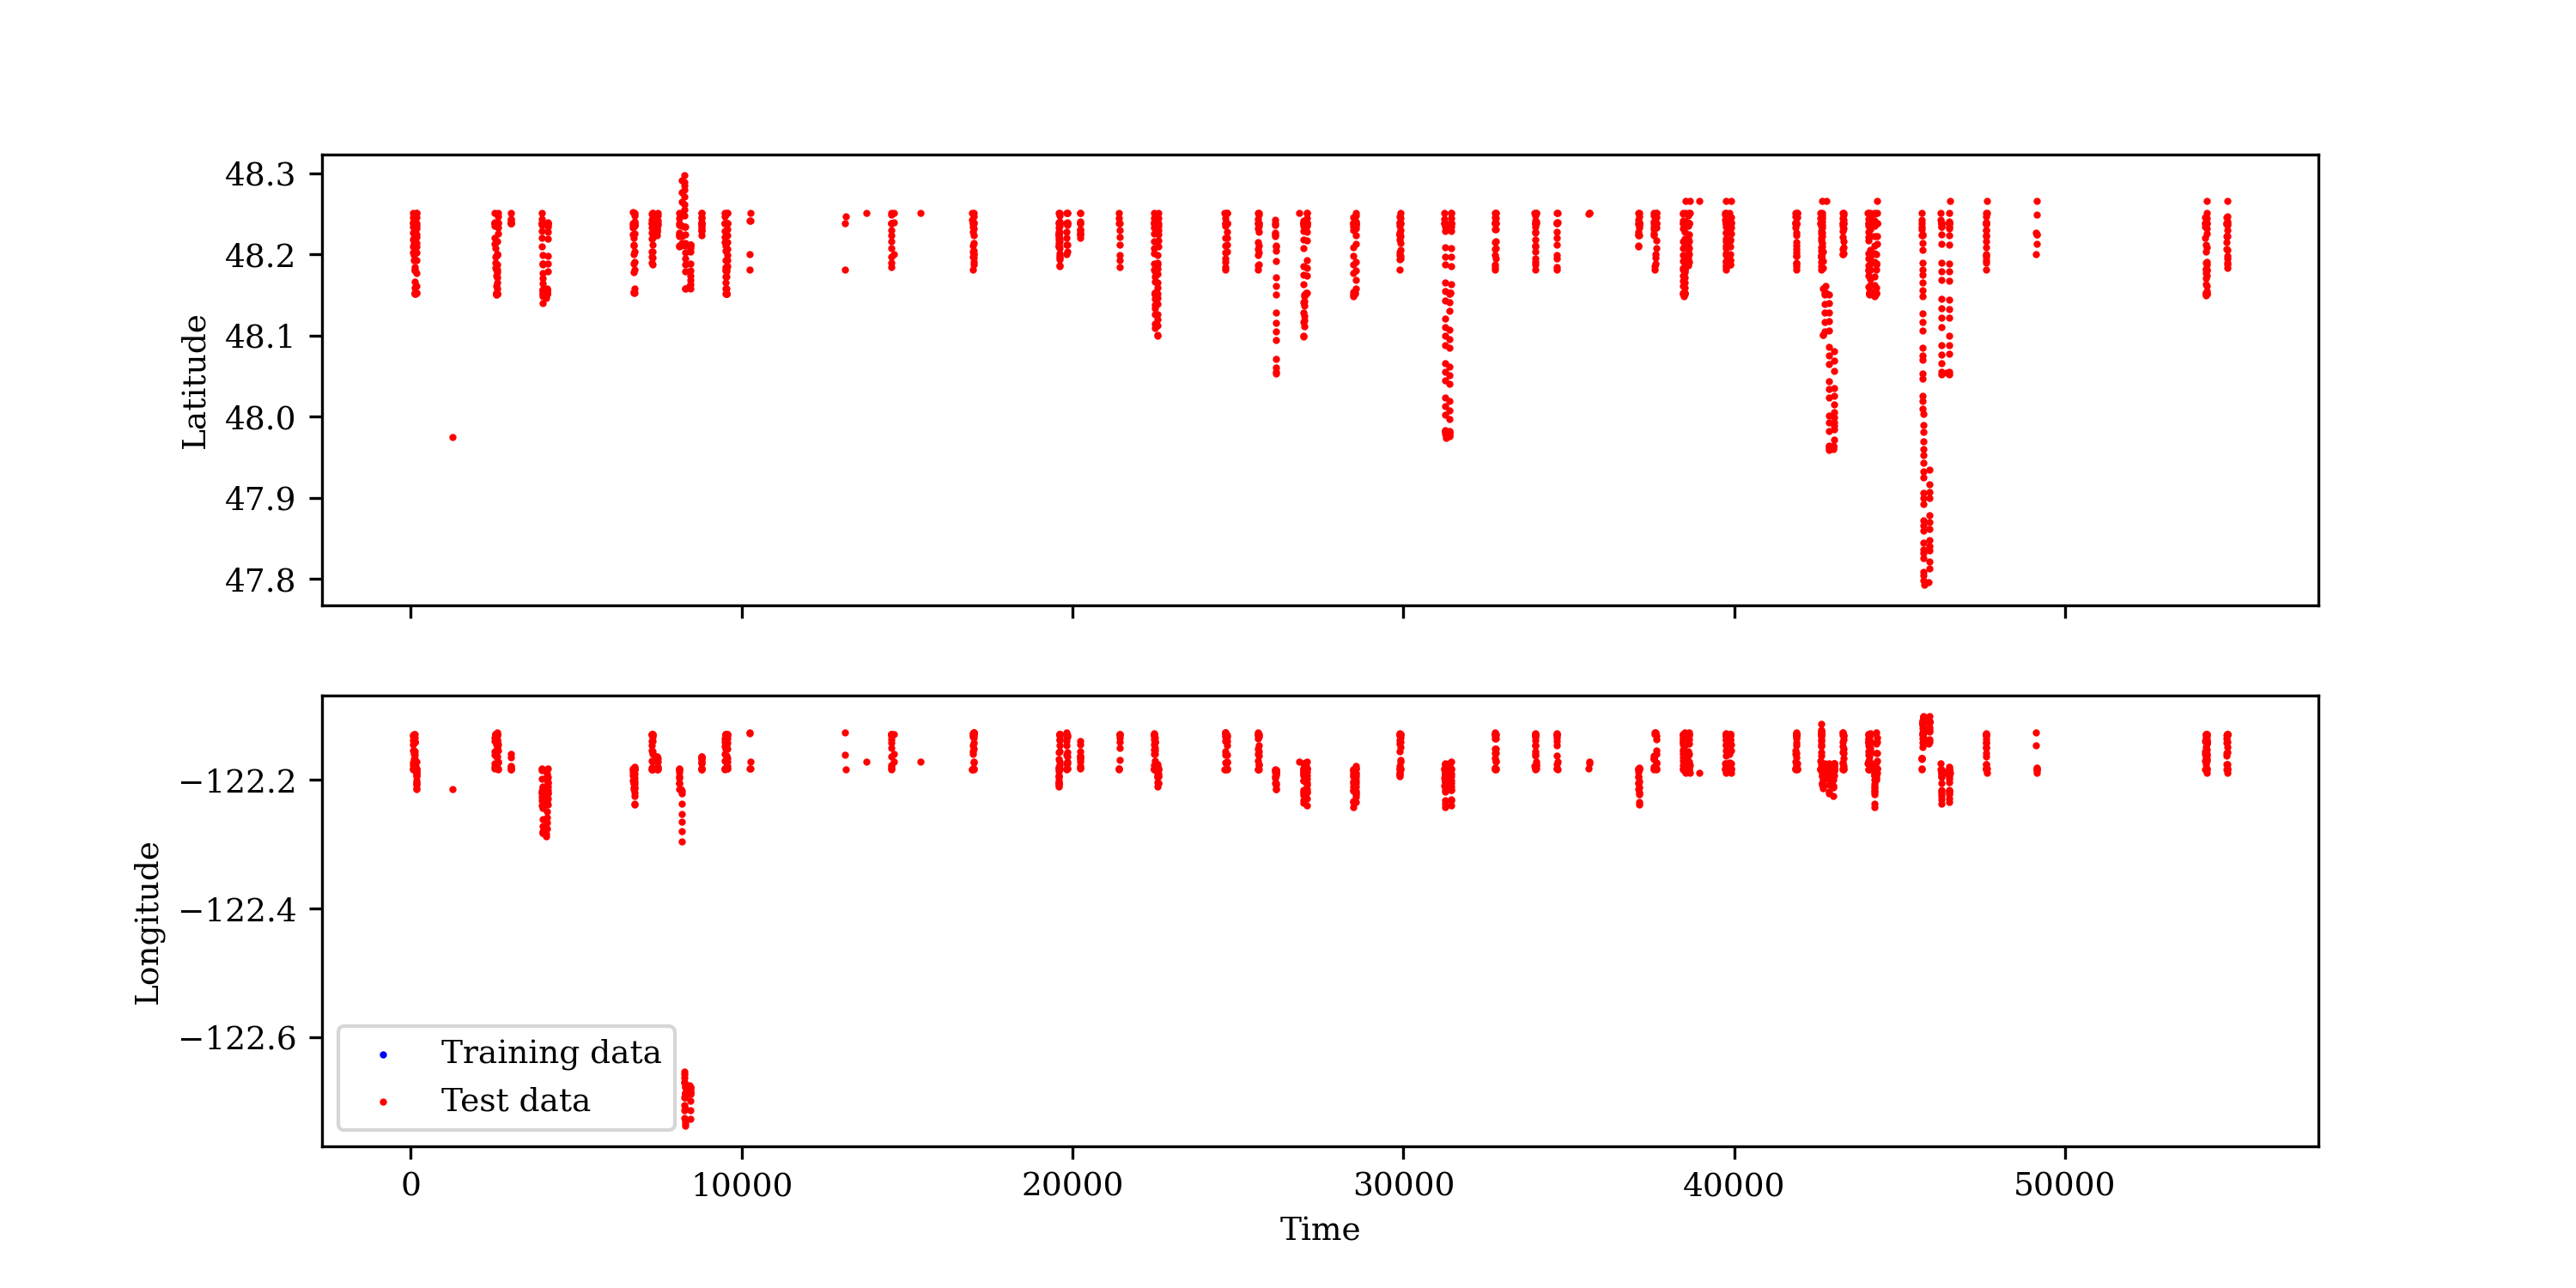 48.3
48.2
48.1
48.0
47.9
47.8
Latitude
−122.2
−122.4
−122.6
Longitude
Training data
Test data
0 10000 20000 30000 40000 50000
Time